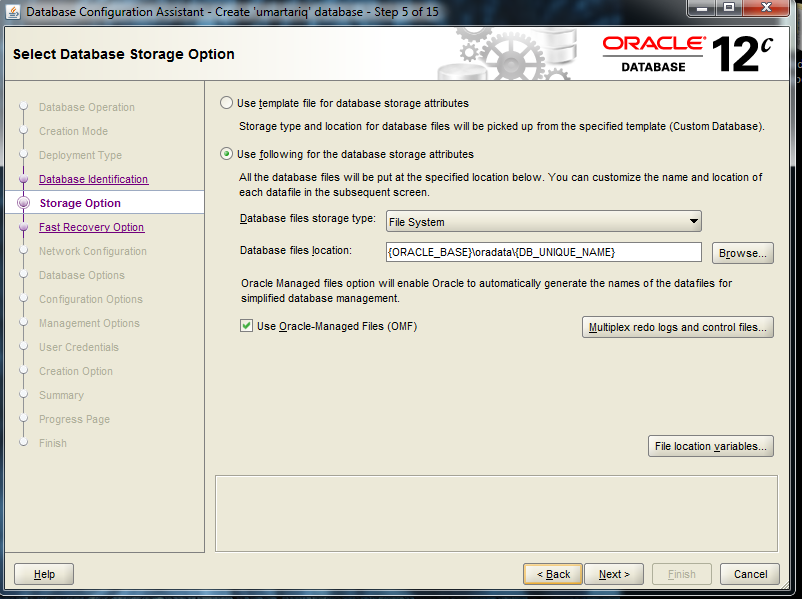 Database Configuration Assistant - Create 'umartariq' database - Step 5 of 15
Select Database Storage Option
ORACLE®
DATABASE
12c
Database Operation
Creation Mode
Deployment Type
Database Identification
Storage Option
Fast Recovery Option
Network Configuration
Database Options
Configuration Options
Management Options
User Credentials
Creation Option
Summary
Progress Page
Finish
Use template file for database storage attributes
Storage type and location for database files will be picked up from the specified template (Custom Database).
Use following for the database storage attributes
All the database files will be put at the specified location below. You can customize the name and location of
each datafile in the subsequent screen.
Database files storage type:
File System
Database files location:
{ORACLE_BASE}\oradata\{DB_UNIQUE_NAME}
Browse...
Oracle Managed files option will enable Oracle to automatically generate the names of the datafiles for
simplified database management.
Use Oracle-Managed Files (OMF)
Multiplex redo logs and control files...
File location variables...
Help
< Back
Next >
Finish
Cancel